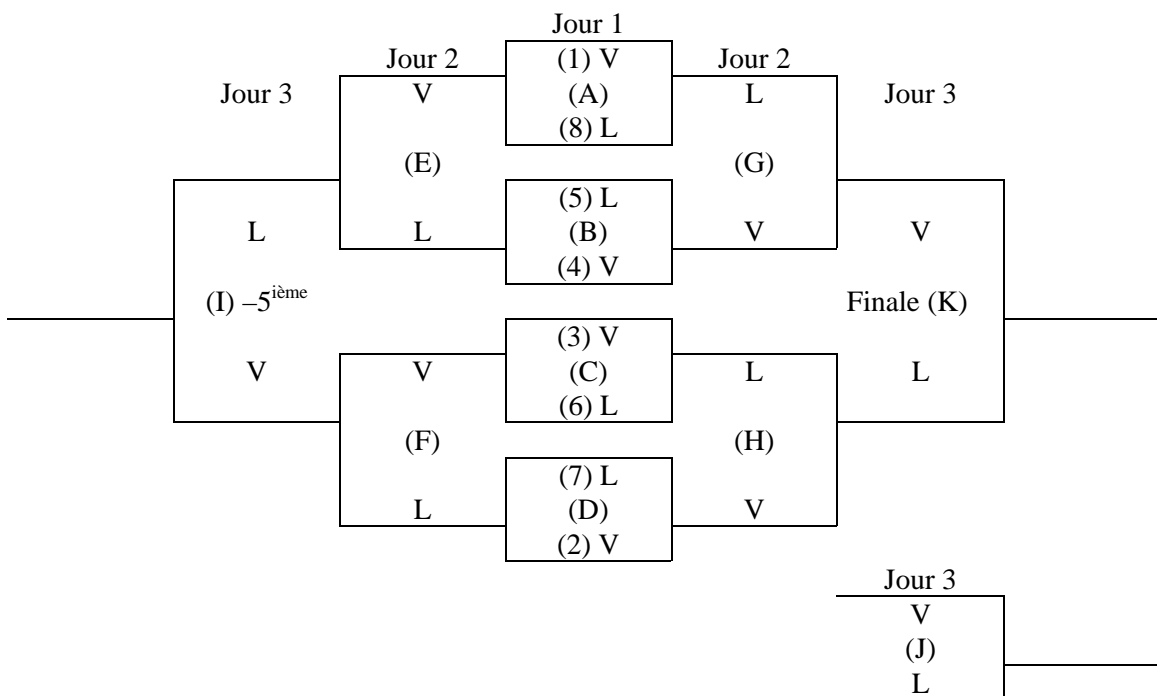 Jour 1
Jour 2 (1) V Jour 2
Jour 3 V (A) L Jour 3
(8) L
(E) (G)
(5) L
L L (B) V V
(4) V
(I) –5ième Finale (K)
(3) V
V V (C) L L
(6) L
(F) (H)
(7) L
L (D) V
(2) V
Jour 3
V
(J)
L